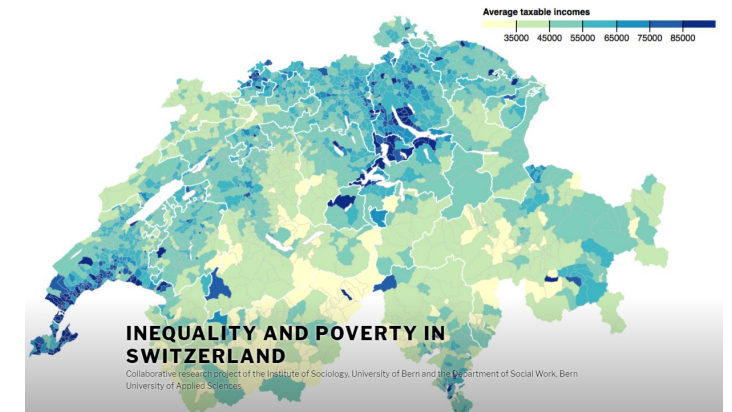 Average taxable incomes
35000 45000 55000 65000 75000 85000
INEQUALITY AND POVERTY IN
SWITZERLAND
Collaborative research project of the Institute of Sociology, University of Bern and the Department of Social Work, Bern
University of Applied Sciences